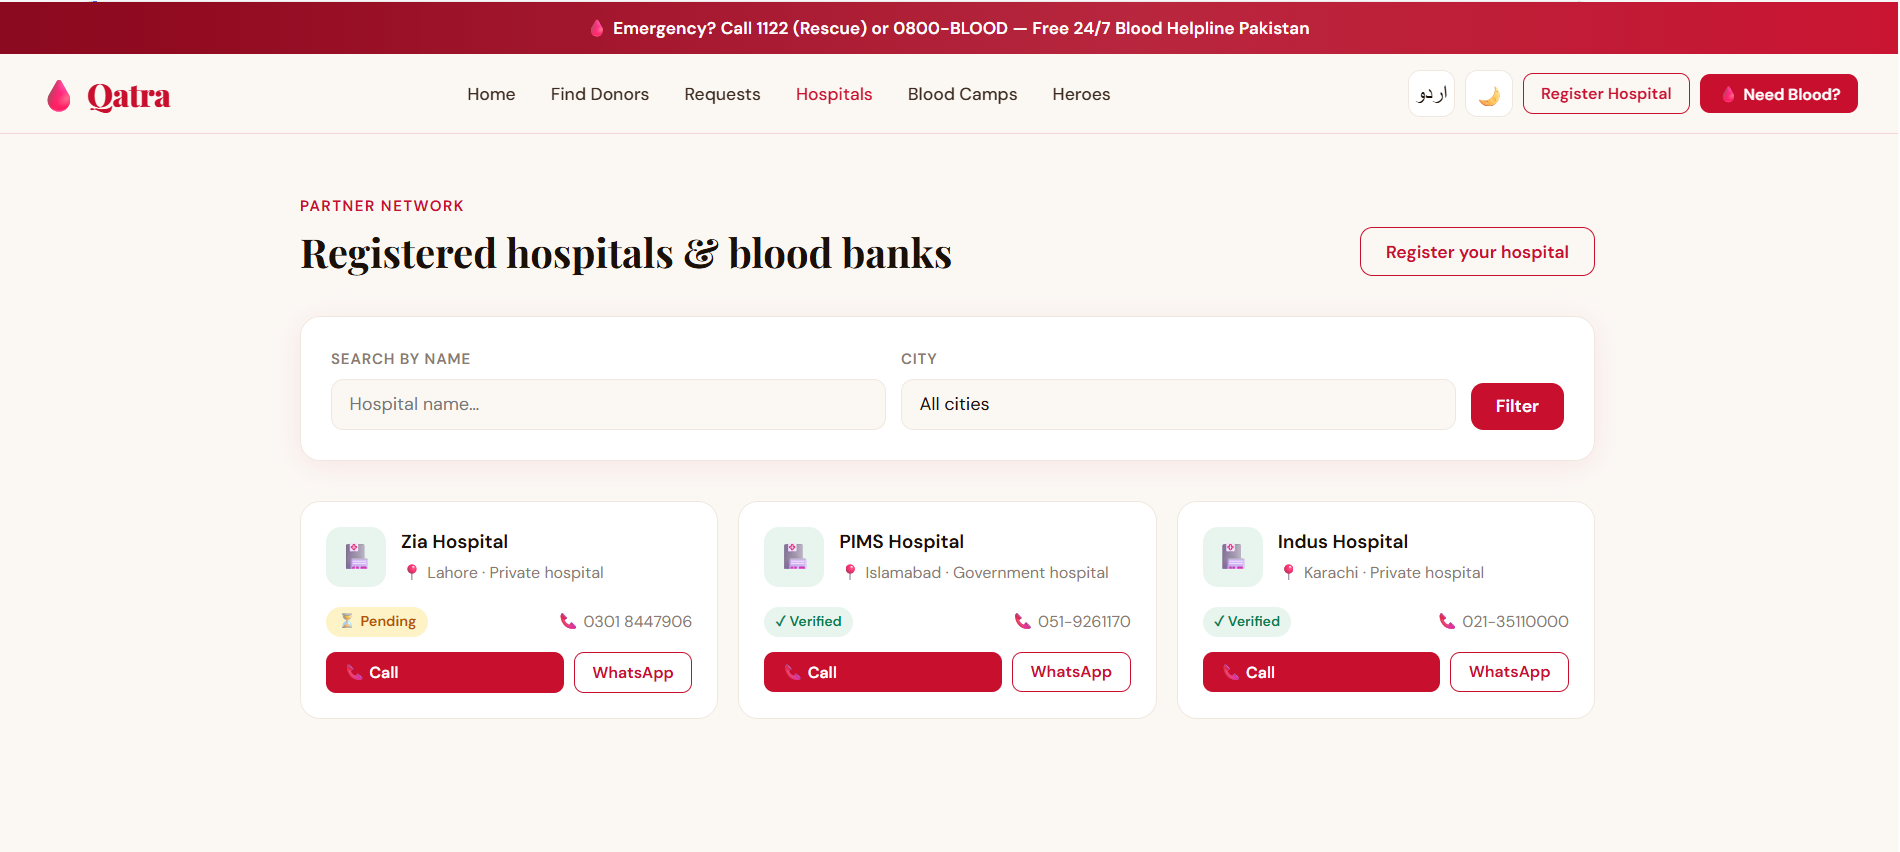 Emergency? Call 1122 (Rescue) or 0800-BLOOD — Free 24/7 Blood Helpline Pakistan
Qatra
Home
Find Donors
Requests
Hospitals
Blood Camps
Heroes
اردو
Register Hospital
Need Blood?
PARTNER NETWORK
Registered hospitals & blood banks
Register your hospital
SEARCH BY NAME
CITY
Hospital name...
All cities
Filter
Zia Hospital
Lahore · Private hospital
Pending
0301 8447906
Call
WhatsApp
PIMS Hospital
Islamabad · Government hospital
✓ Verified
051-9261170
Call
WhatsApp
Indus Hospital
Karachi · Private hospital
✓ Verified
021-35110000
Call
WhatsApp